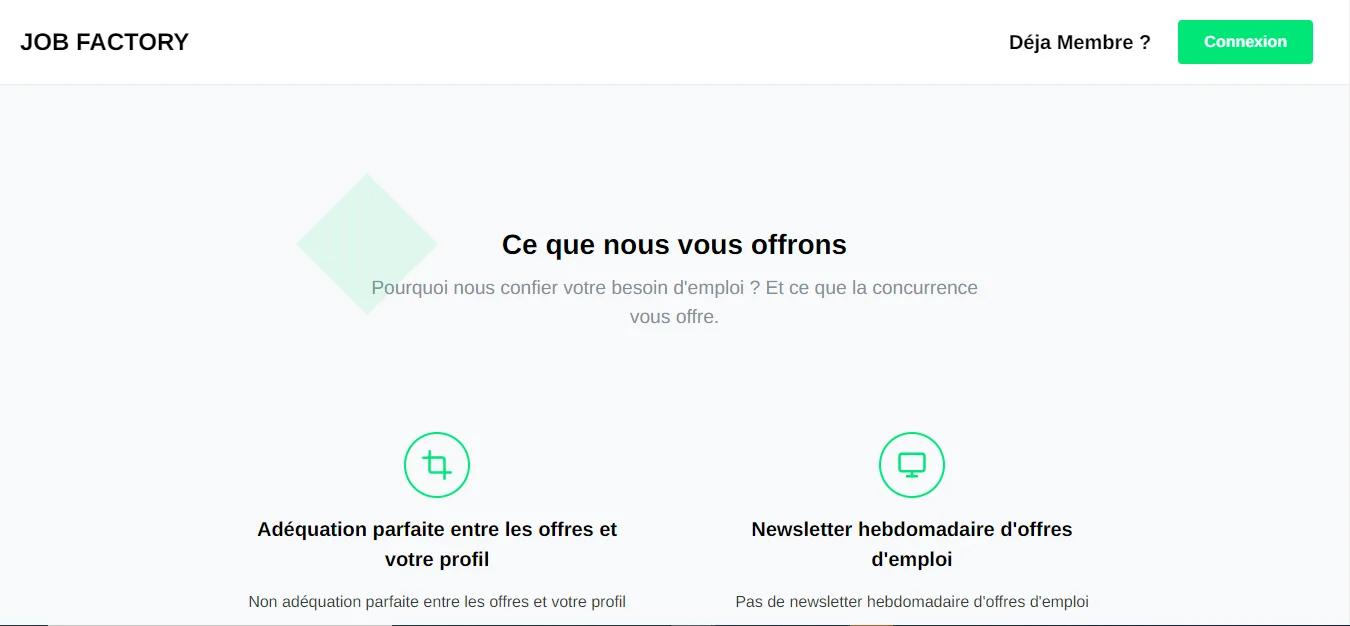 JOB FACTORY
Déja Membre ?
Connexion
Ce que nous vous offrons
Pourquoi nous confier votre besoin d'emploi ? Et ce que la concurrence
vous offre.
Adéquation parfaite entre les offres et
votre profil
Non adéquation parfaite entre les offres et votre profil
Newsletter hebdomadaire d'offres
d'emploi
Pas de newsletter hebdomadaire d'offres d'emploi